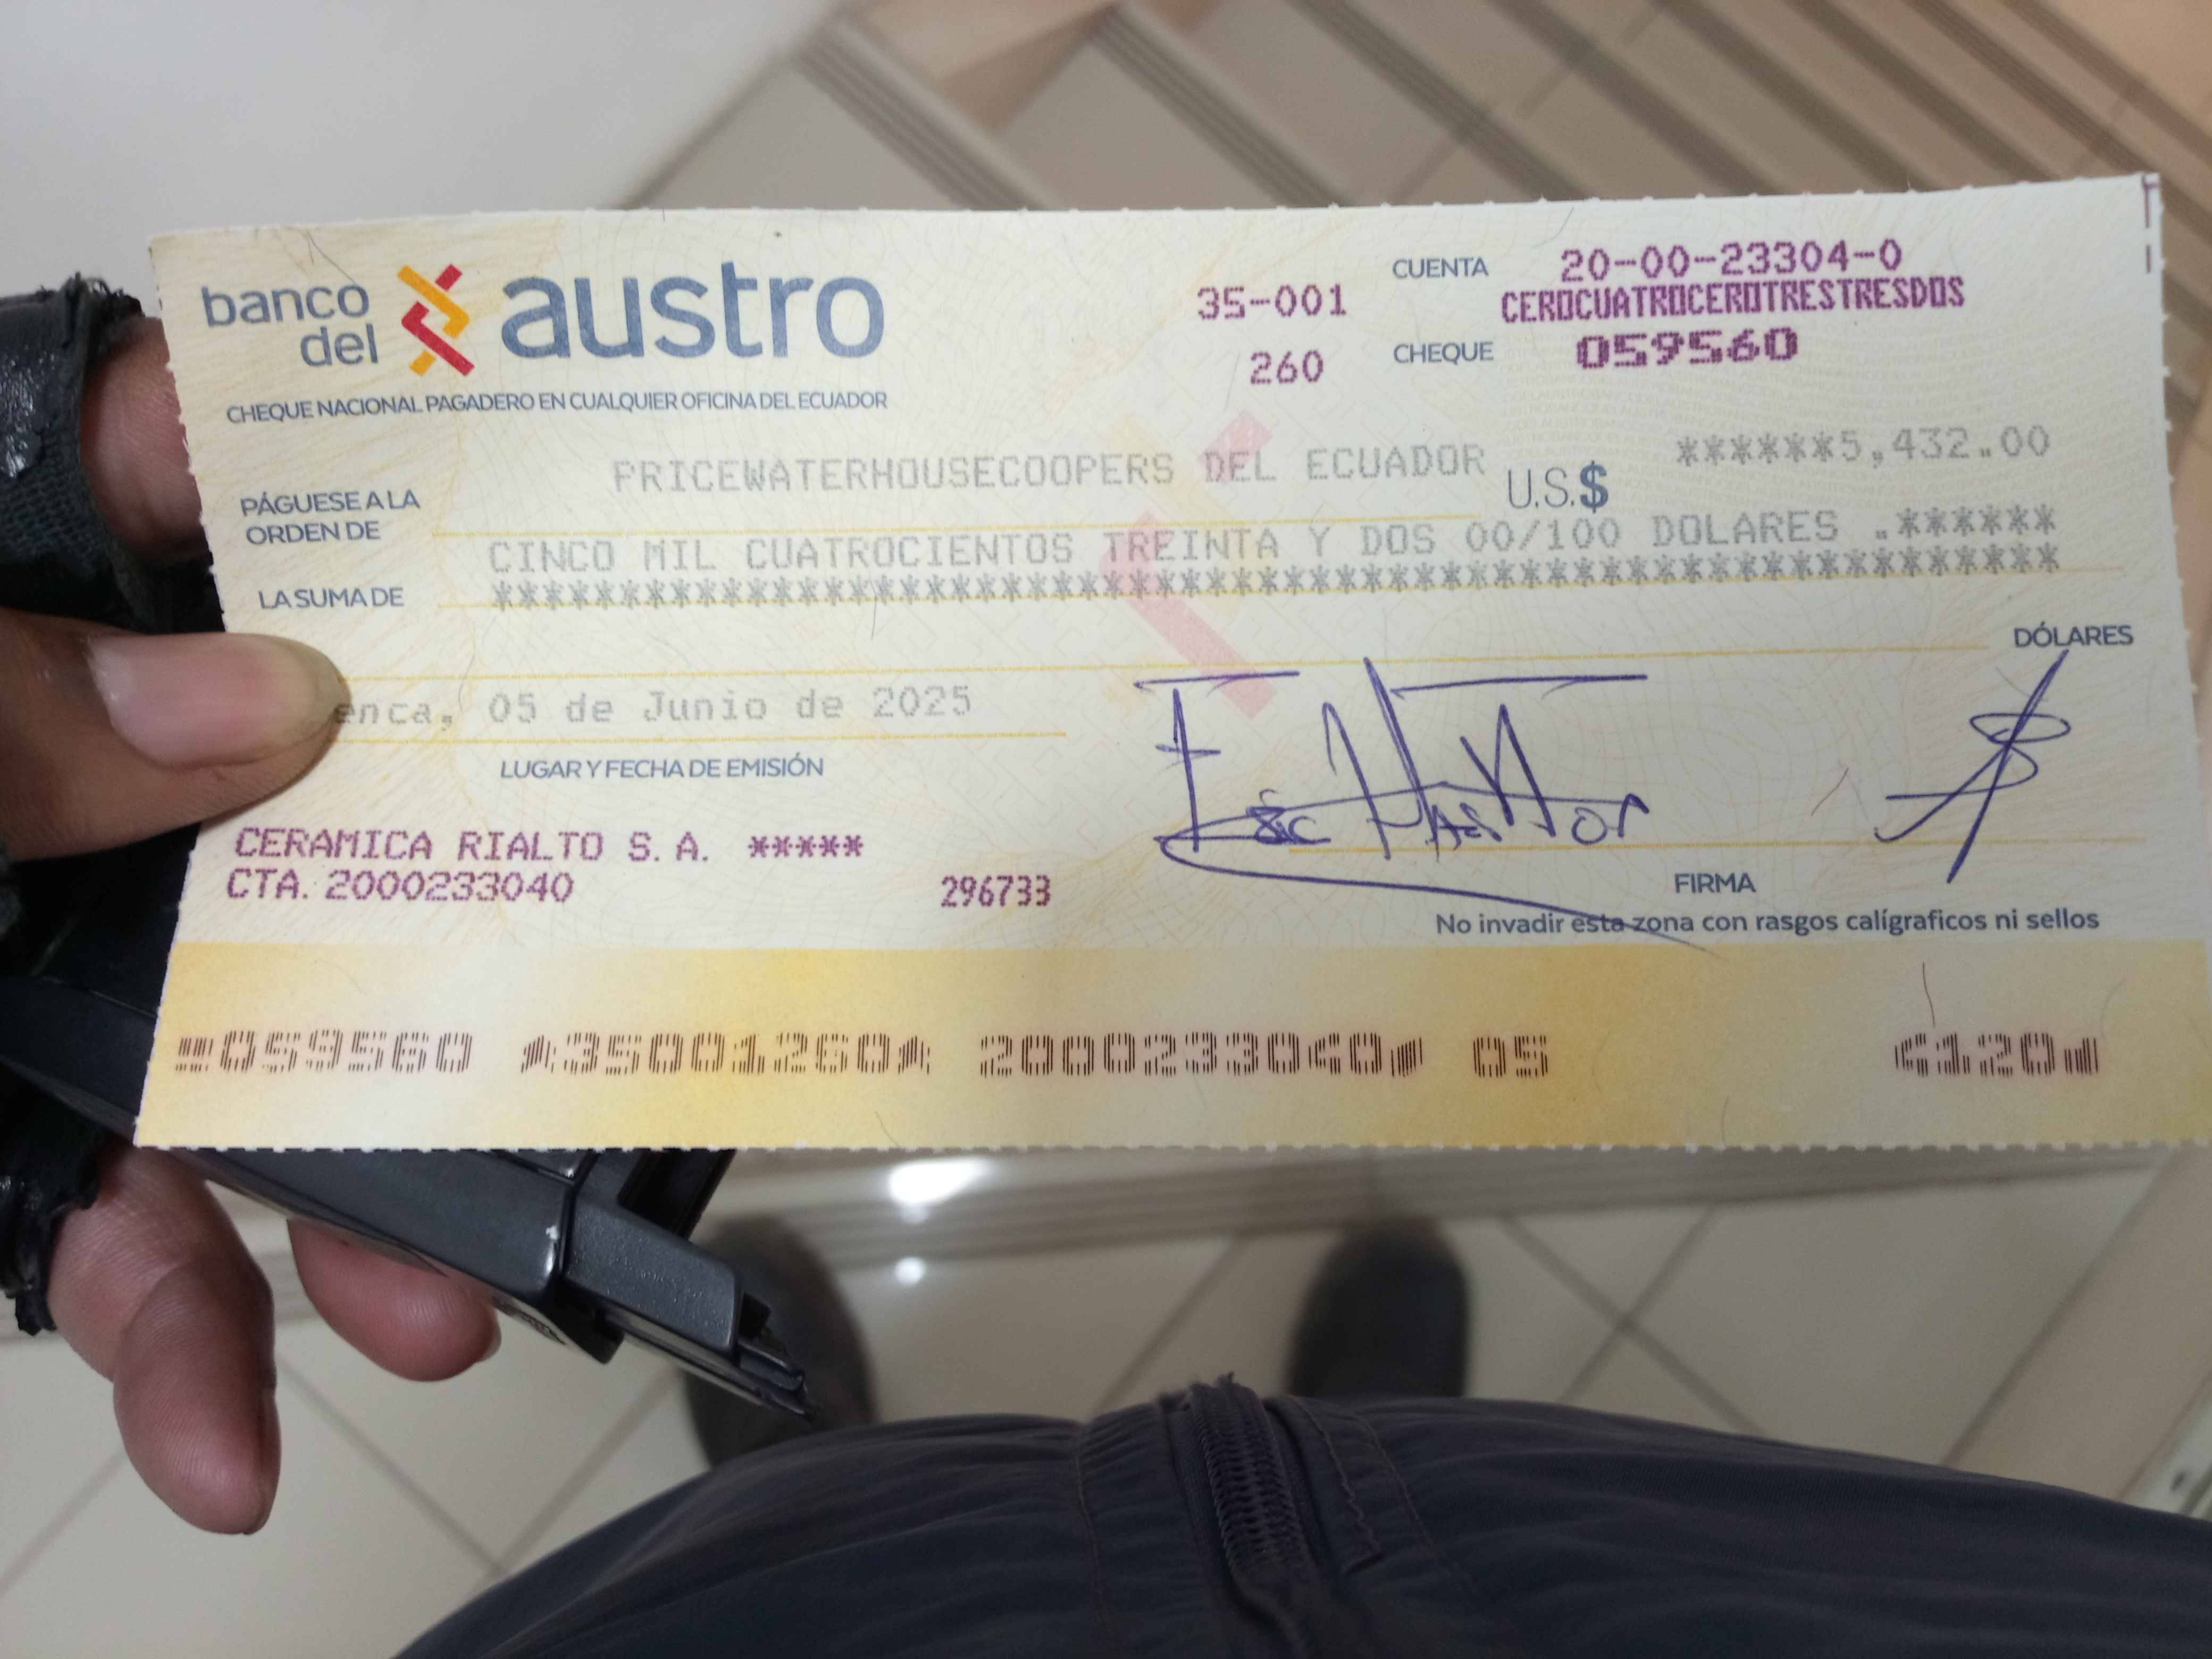 banco del austro
CHEQUE NACIONAL PAGADERO EN CUALQUIER OFICINA DEL ECUADOR
35-001
260
CUENTA 20-00-23304-0
CEROCUATROCEROTRESTRESDOS
CHEQUE 059560
PÁGUESE A LA ORDEN DE PRICEWATERHOUSECOOPERS DEL ECUADOR U.S.$ ******5,432.00
LA SUMA DE CINCO MIL CUATROCIENTOS TREINTA Y DOS 00/100 DOLARES .******
*************************************************************
DÓLARES
enca, 05 de Junio de 2025
LUGAR Y FECHA DE EMISIÓN
CERAMICA RIALTO S.A. *****
CTA. 2000233040 296733
FIRMA
No invadir esta zona con rasgos calígraficos ni sellos
059560 35001260 2000233040 05 4120